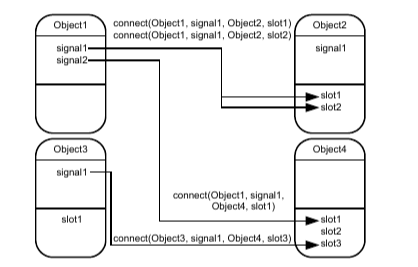 Object1
signal1
signal2
connect(Object1, signal1, Object2, slot1)
connect(Object1, signal1, Object2, slot2)
Object2
signal1
slot1
slot2
Object3
signal1
slot1
connect(Object1, signal1,
Object4, slot1)
connect(Object3, signal1, Object4, slot3)
Object4
slot1
slot2
slot3